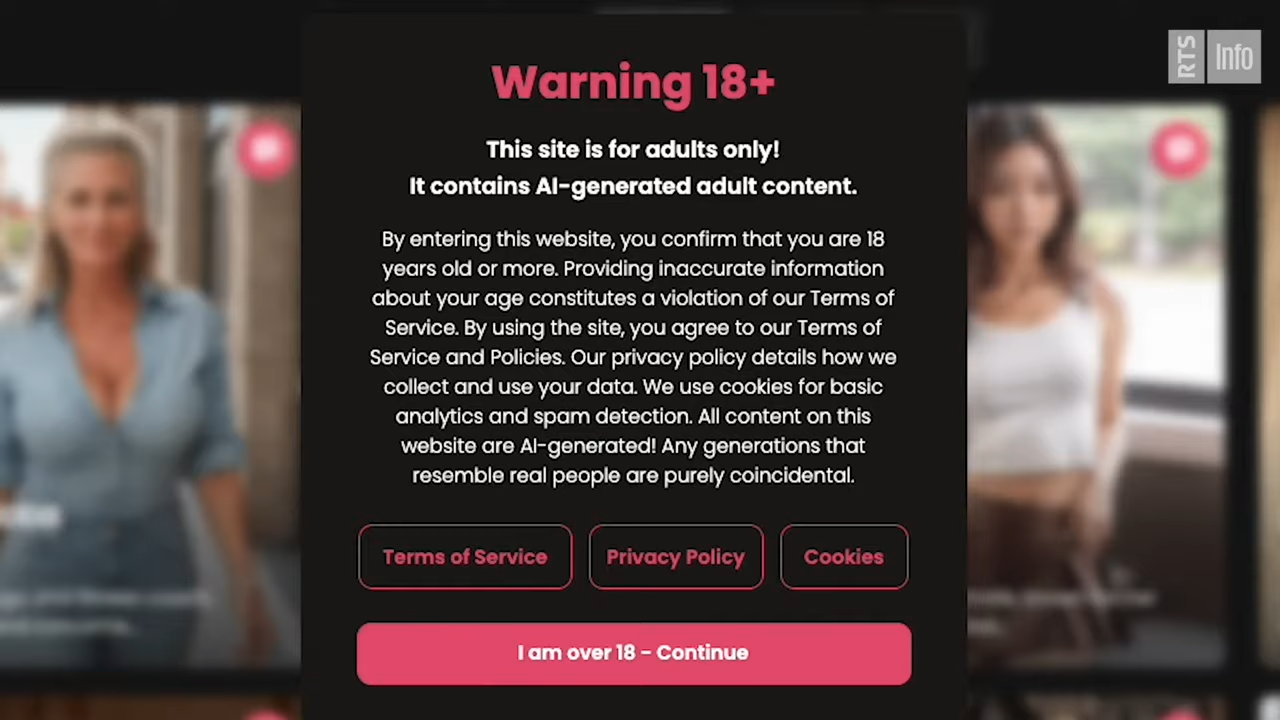 RTS Info
Warning 18+
This site is for adults only!
It contains AI-generated adult content.
By entering this website, you confirm that you are 18
years old or more. Providing inaccurate information
about your age constitutes a violation of our Terms of
Service. By using the site, you agree to our Terms of
Service and Policies. Our privacy policy details how we
collect and use your data. We use cookies for basic
analytics and spam detection. All content on this
website are AI-generated! Any generations that
resemble real people are purely coincidental.
Terms of Service Privacy Policy Cookies
I am over 18 - Continue